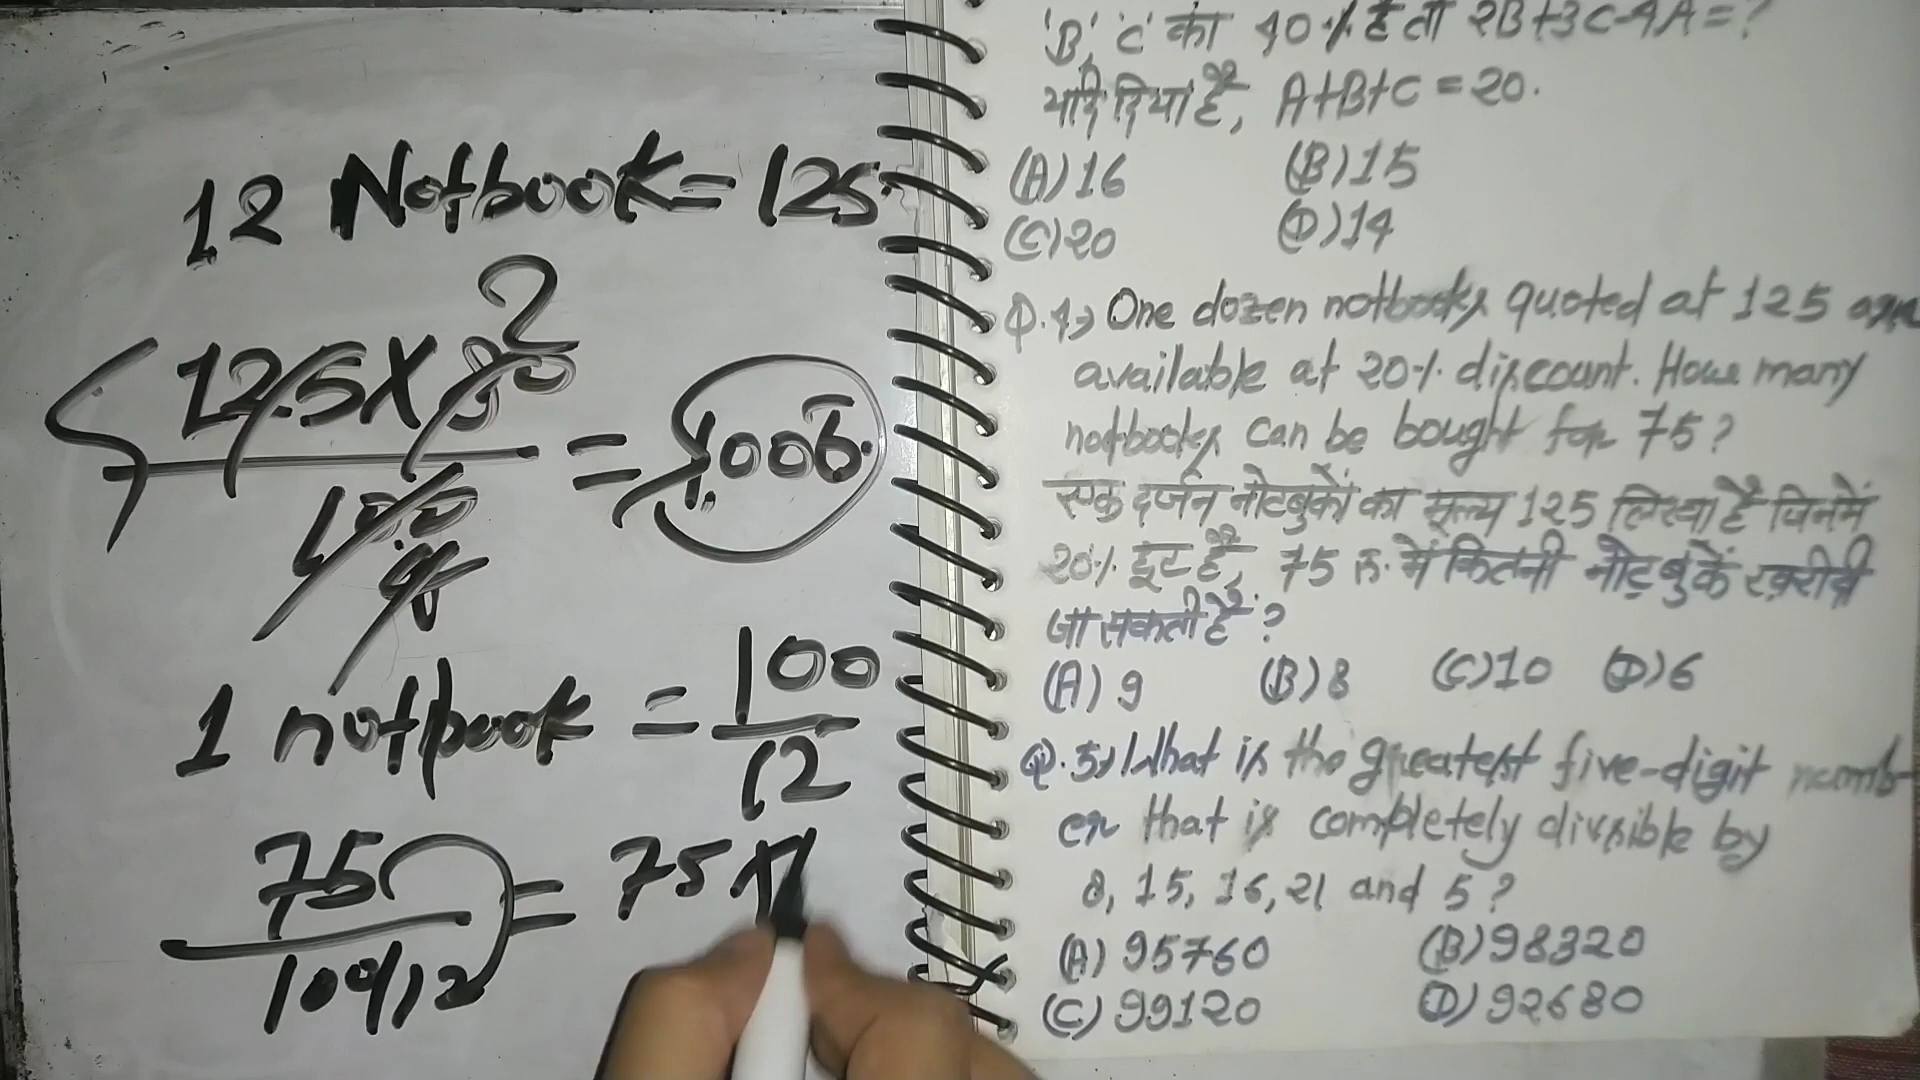 12 Notbook = 125
2
125 X 80
100
= 100
1 notbook = 100
12
75
100/12
= 75 X
'B', 'C' का 40% है तो 2B+3C-4A=?
यदि दिया है, A+B+C = 20.
(A) 16 (B) 15
(C) 20 (D) 14
Q.4) One dozen notbooks quoted at 125 are
available at 20% discount. How many
notbooks can be bought for 75?
एक दर्जन नोटबुकों का मूल्य 125 लिखा है जिनमें
20% छूट है, 75 रु. में कितनी नोटबुकें खरीदी
जा सकती है?
(A) 9 (B) 8 (C) 10 (D) 6
Q.5) What is the greatest five-digit numb-
er that is completely divisible by
8, 15, 16, 21 and 5?
(A) 95760 (B) 98320
(C) 99120 (D) 92680